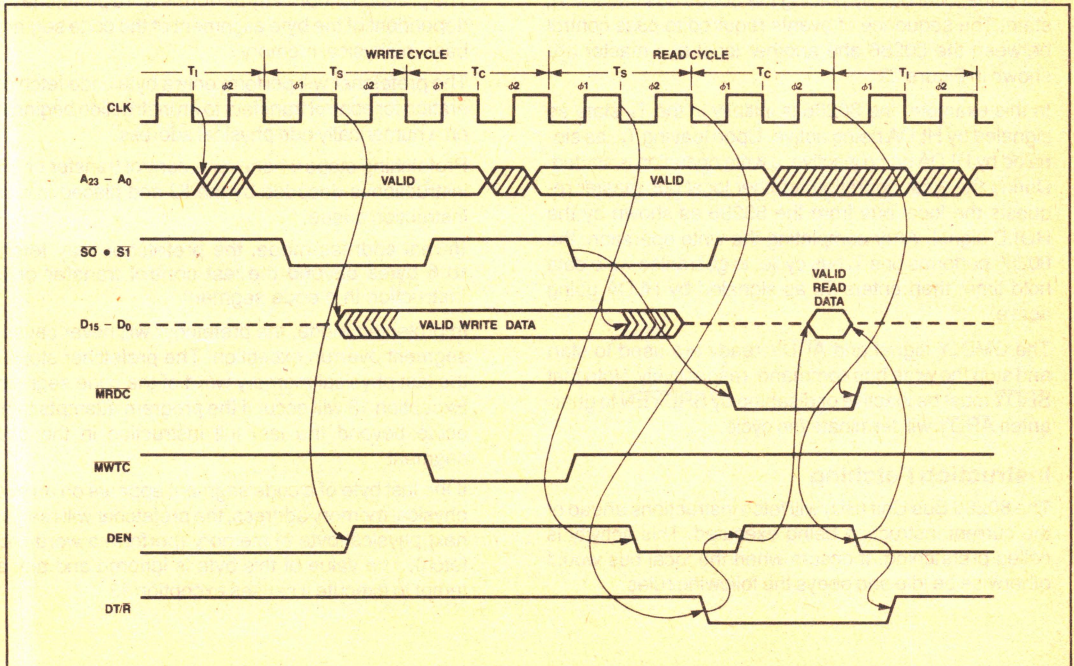 WRITE CYCLE READ CYCLE
T_I T_S T_C T_S T_C T_I
φ2 φ1 φ2 φ1 φ2 φ1 φ2 φ1 φ2 φ1 φ2
CLK
A23 – A0 VALID VALID
S0 • S1
VALID
READ
DATA
D15 – D0 VALID WRITE DATA
MRDC
MWTC
DEN
DT/R̅